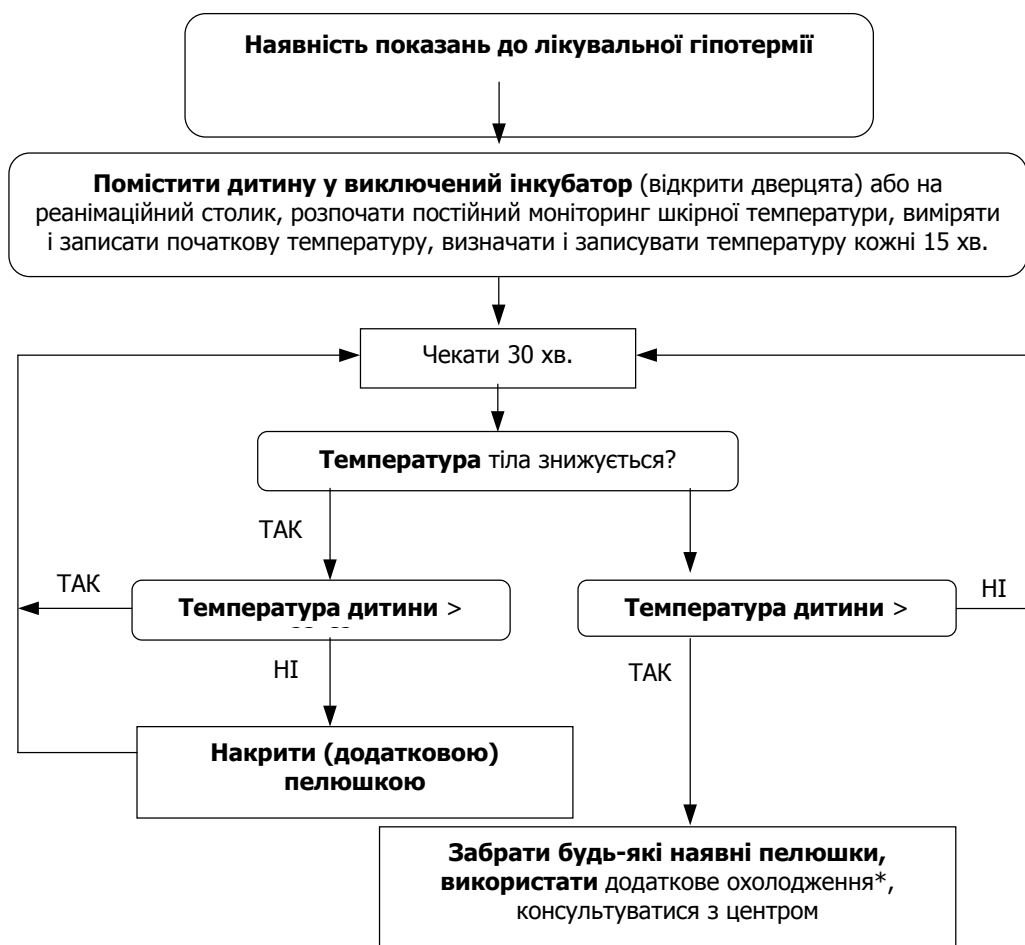 Наявність показань до лікувальної гіпотермії
Помістити дитину у виключений інкубатор (відкрити дверцята) або на
реанімаційний столик, розпочати постійний моніторинг шкірної температури, виміряти
і записати початкову температуру, визначати і записувати температуру кожні 15 хв.
Чекати 30 хв.
Температура тіла знижується?
ТАК
ТАК
Температура дитини >
Температура дитини >
НІ
НІ
ТАК
Накрити (додатковою)
пелюшкою
Забрати будь-які наявні пелюшки,
використати додаткове охолодження*,
консультуватися з центром